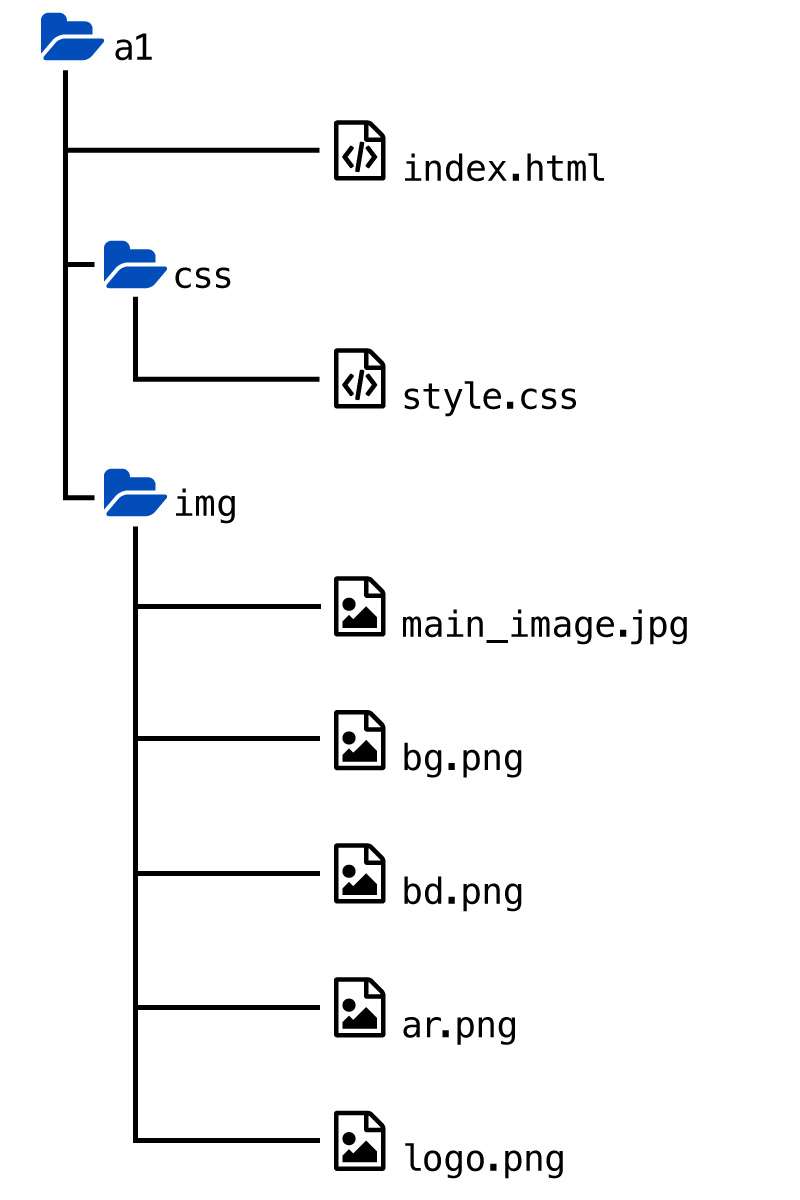 a1
index.html
css
style.css
img
main_image.jpg
bg.png
bd.png
ar.png
logo.png